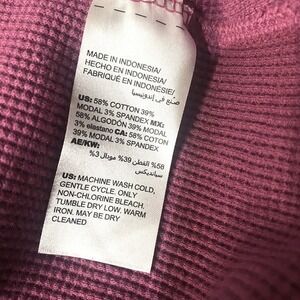 MADE IN INDONESIA/
HECHO EN INDONESIA/
FABRIQUÉ EN INDONÉSIE/
صنع في إندونيسيا
US: 58% COTTON 39%
MODAL 3% SPANDEX MX:
58% ALGODÓN 39% MODAL
3% elastano CA: 58% COTON
39% MODAL 3% SPANDEX
AE/KW:
58% القطن 39% مودال 3%
سباندیکس
US: MACHINE WASH COLD,
GENTLE CYCLE. ONLY
NON-CHLORINE BLEACH.
TUMBLE DRY LOW. WARM
IRON. MAY BE DRY
CLEANED